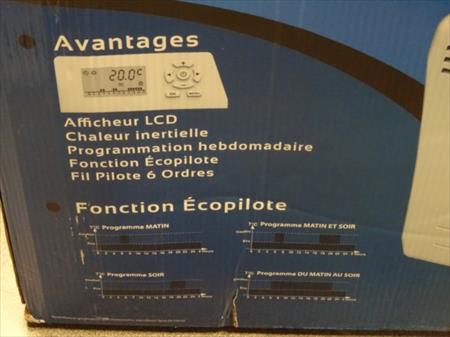 Avantages
20.0c
Afficheur LCD
Chaleur inertielle
Programmation hebdomadaire
Fonction Écopilote
Fil Pilote 6 Ordres
Fonction Écopilote
T°C Programme MATIN
T°C Programme MATIN ET SOIR
T°C Programme SOIR
T°C Programme DU MATIN AU SOIR